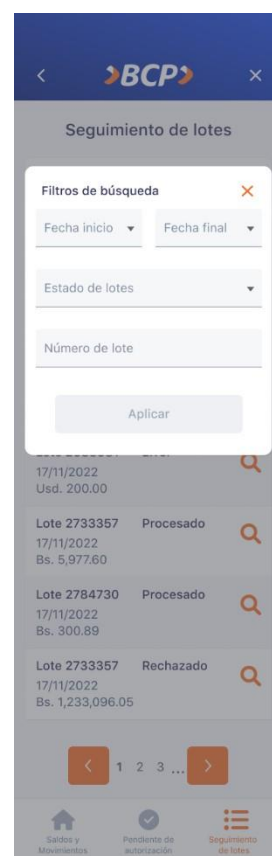 BCP
Seguimiento de lotes
Filtros de búsqueda
Fecha inicio Fecha final
Estado de lotes
Número de lote
Aplicar
17/11/2022
Usd. 200.00
Lote 2733357 Procesado
17/11/2022
Bs. 5,977.60
Lote 2784730 Procesado
17/11/2022
Bs. 300.89
Lote 2733357 Rechazado
17/11/2022
Bs. 1,233,096.05
1 2 3 ...
Saldos y Pendiente de Seguimiento
Movimientos autorización de lotes